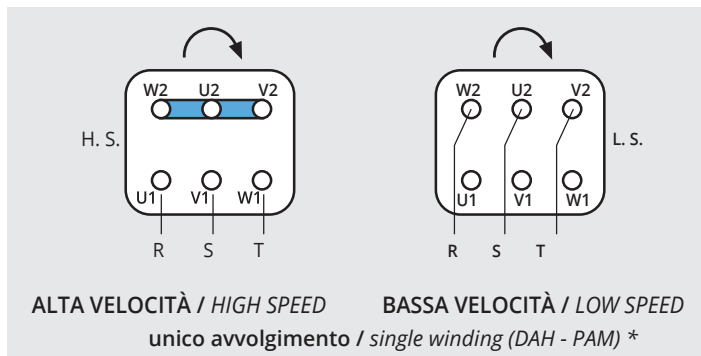 W2 U2 V2
W2 U2 V2
H. S.
L. S.
U1 V1 W1
U1 V1 W1
R S T
R S T
ALTA VELOCITÀ / HIGH SPEED
BASSA VELOCITÀ / LOW SPEED
unico avvolgimento / single winding (DAH - PAM) *